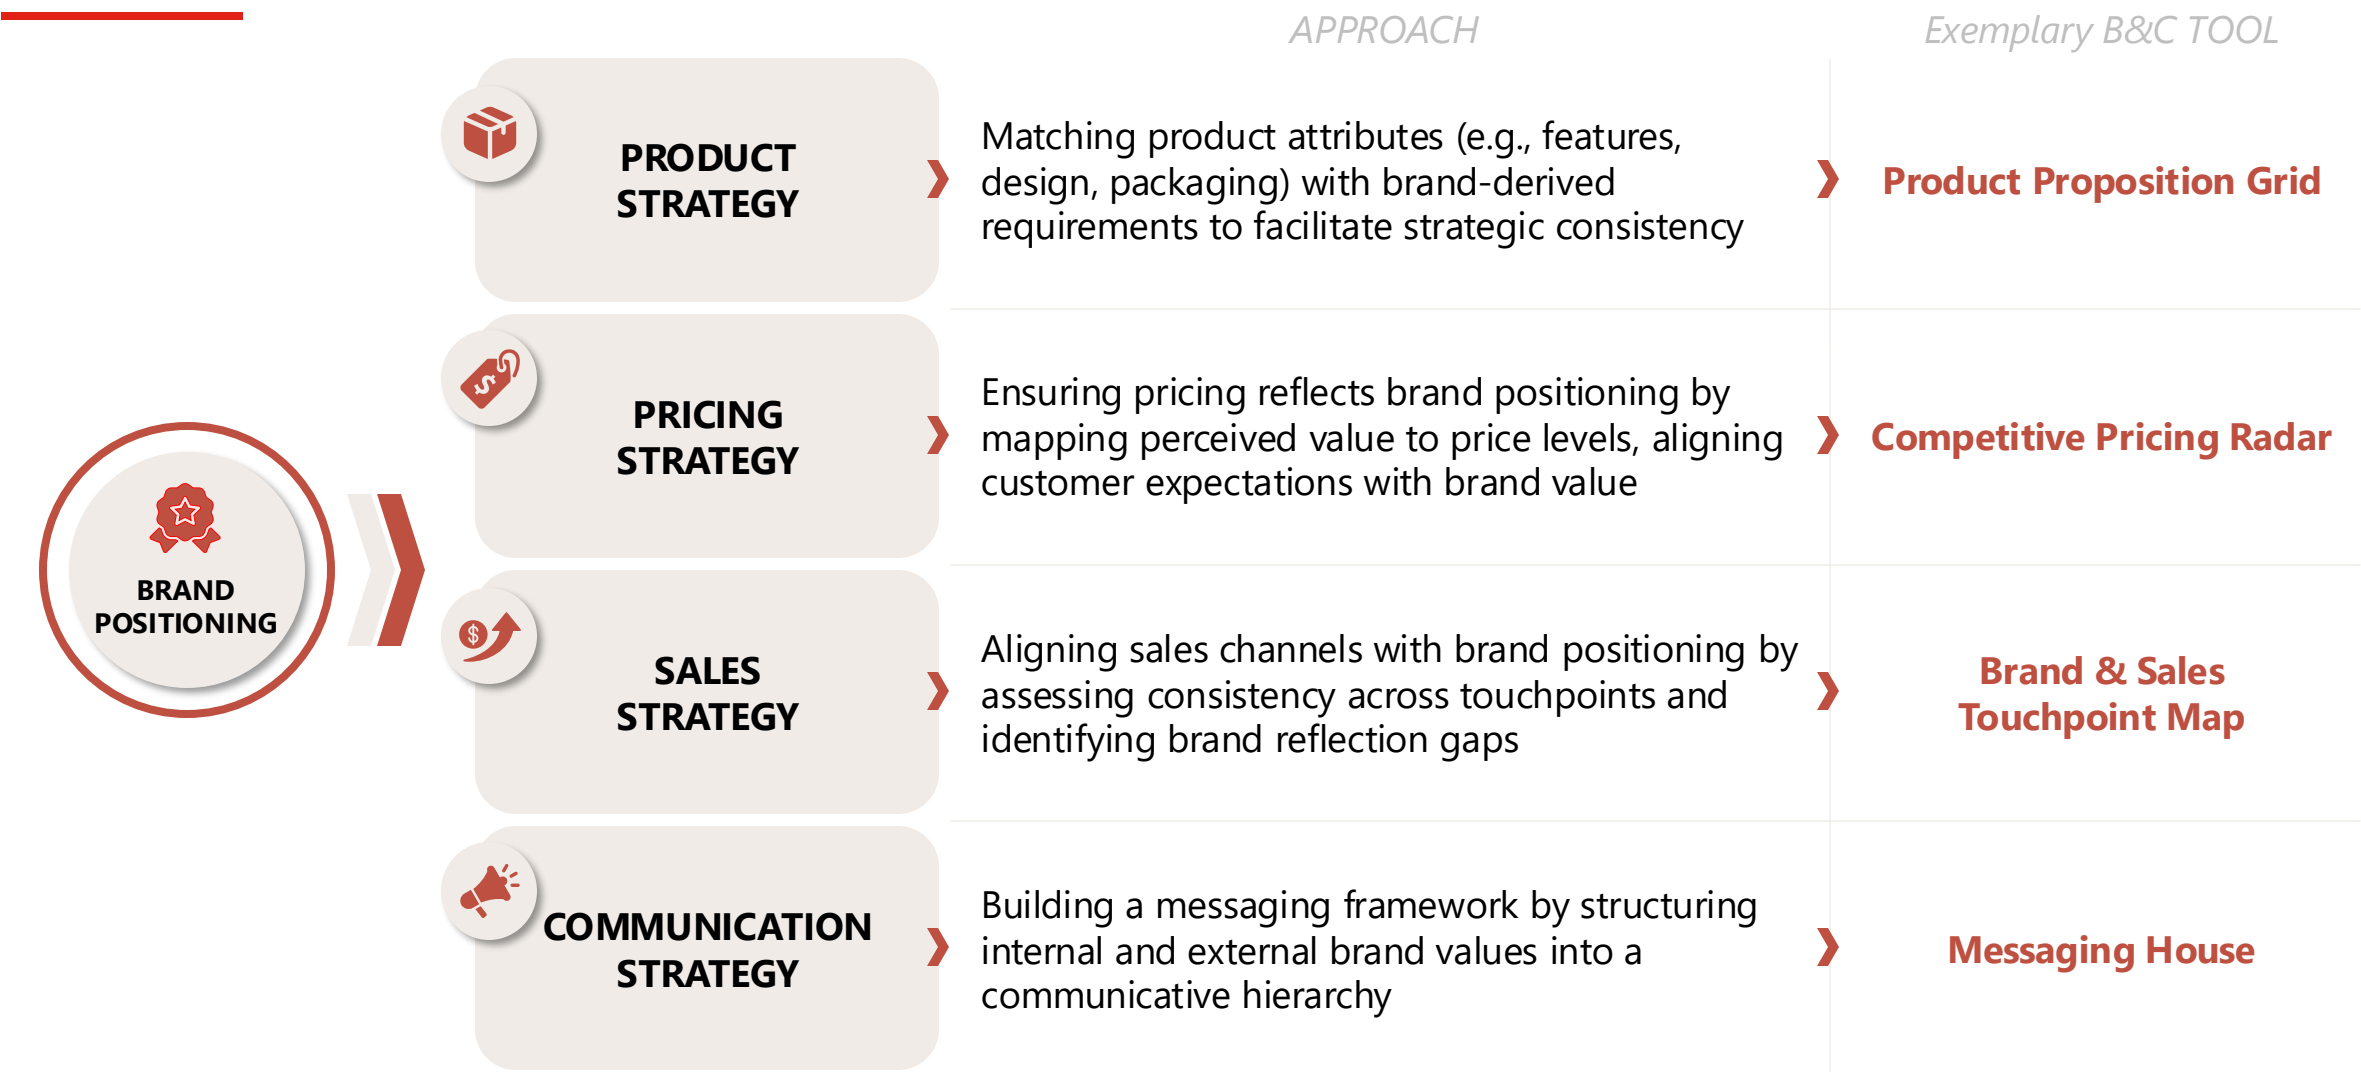 APPROACH
Exemplary B&C TOOL
BRAND
POSITIONING
PRODUCT
STRATEGY
Matching product attributes (e.g., features,
design, packaging) with brand-derived
requirements to facilitate strategic consistency
Product Proposition Grid
PRICING
STRATEGY
Ensuring pricing reflects brand positioning by
mapping perceived value to price levels, aligning
customer expectations with brand value
Competitive Pricing Radar
SALES
STRATEGY
Aligning sales channels with brand positioning by
assessing consistency across touchpoints and
identifying brand reflection gaps
Brand & Sales
Touchpoint Map
COMMUNICATION
STRATEGY
Building a messaging framework by structuring
internal and external brand values into a
communicative hierarchy
Messaging House